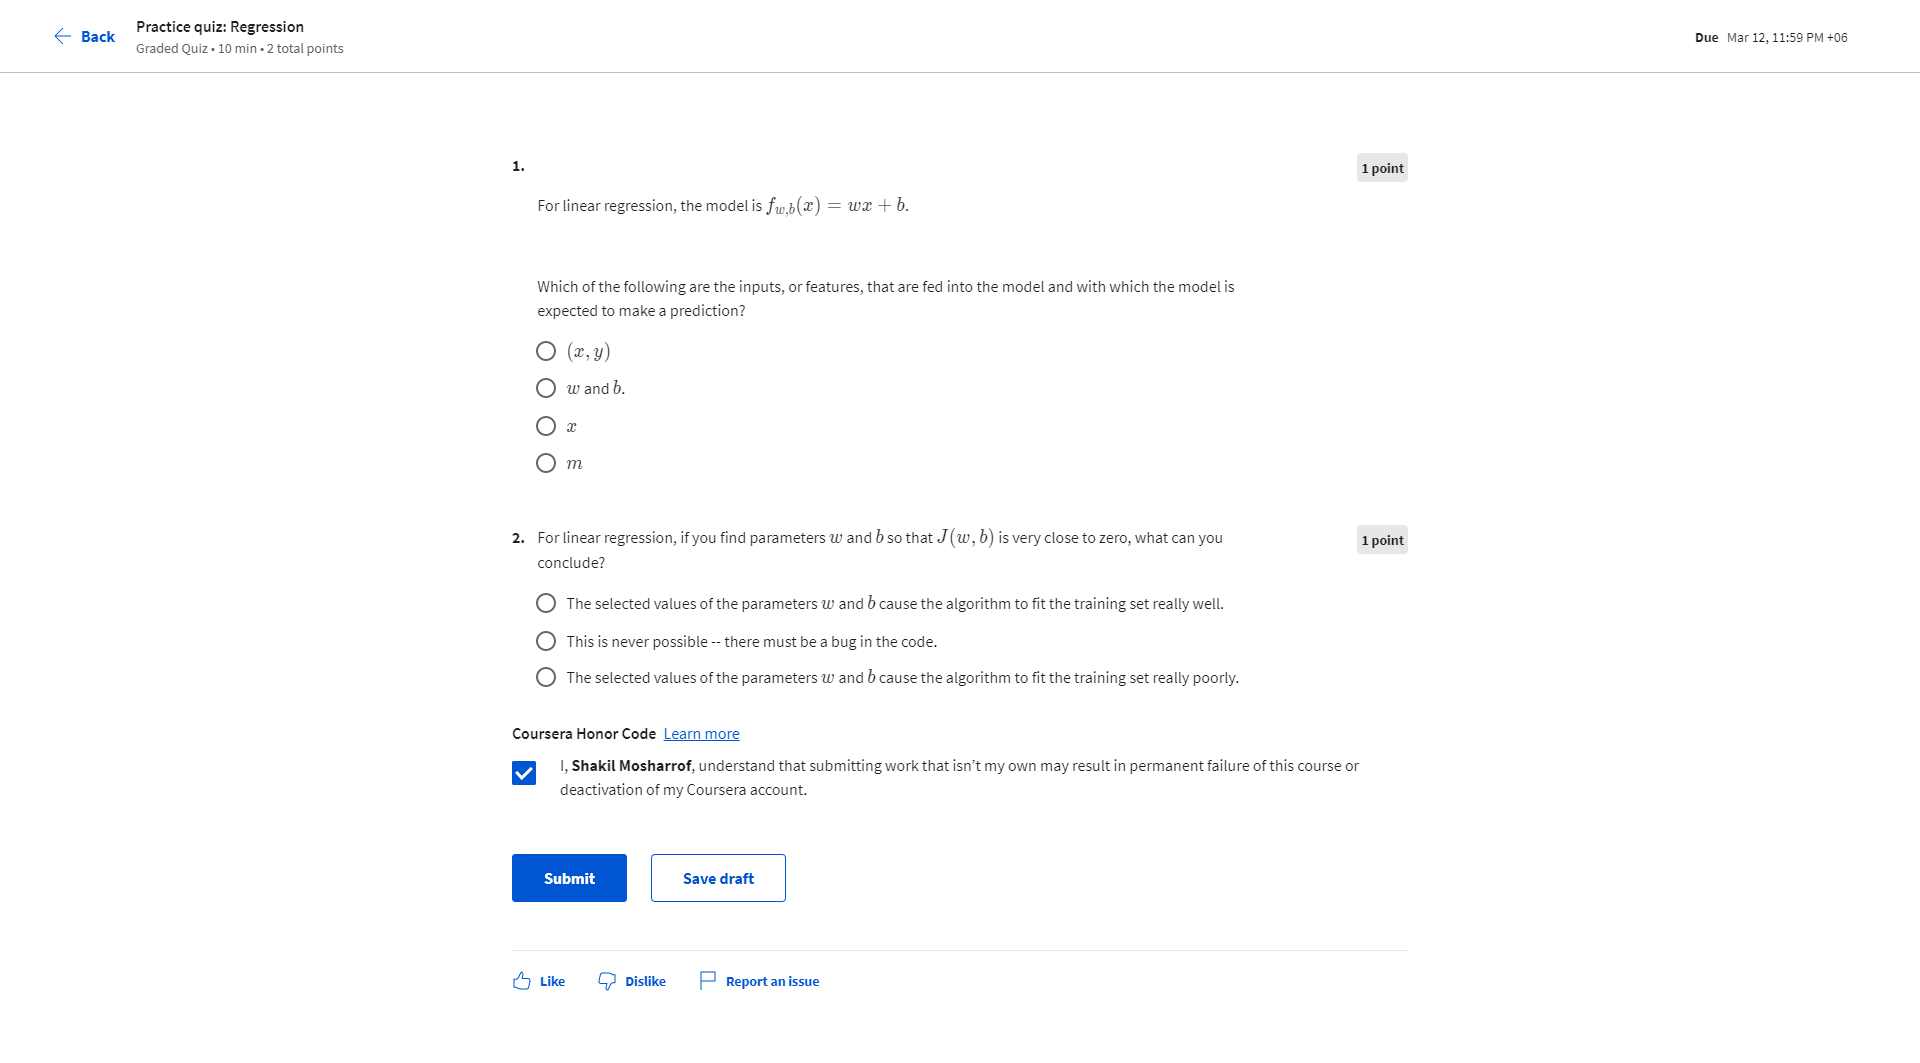 Back
Practice quiz: Regression
Graded Quiz • 10 min • 2 total points
Due Mar 12, 11:59 PM +06
1.
1 point
For linear regression, the model is f_{w,b}(x) = wx + b.
Which of the following are the inputs, or features, that are fed into the model and with which the model is
expected to make a prediction?
(x, y)
w and b.
x
m
2. For linear regression, if you find parameters w and b so that J(w, b) is very close to zero, what can you
conclude?
1 point
The selected values of the parameters w and b cause the algorithm to fit the training set really well.
This is never possible -- there must be a bug in the code.
The selected values of the parameters w and b cause the algorithm to fit the training set really poorly.
Coursera Honor Code Learn more
I, Shakil Mosharrof, understand that submitting work that isn’t my own may result in permanent failure of this course or
deactivation of my Coursera account.
Submit
Save draft
Like
Dislike
Report an issue